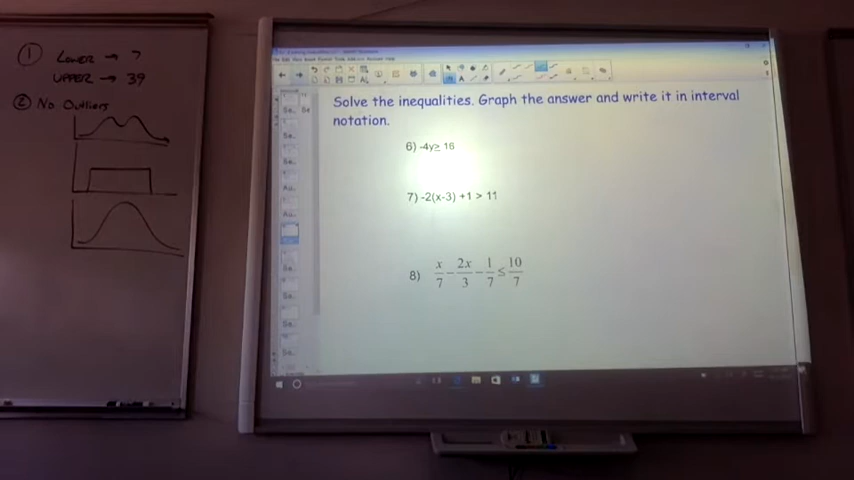 ① LOWER → 7
UPPER → 39
② NO Outliers
Solve the inequalities. Graph the answer and write it in interval
notation.
6) -4y≥ 16
7) -2(x-3) +1 > 11
8) x/7 - 2x/3 - 1/7 ≤ 10/7